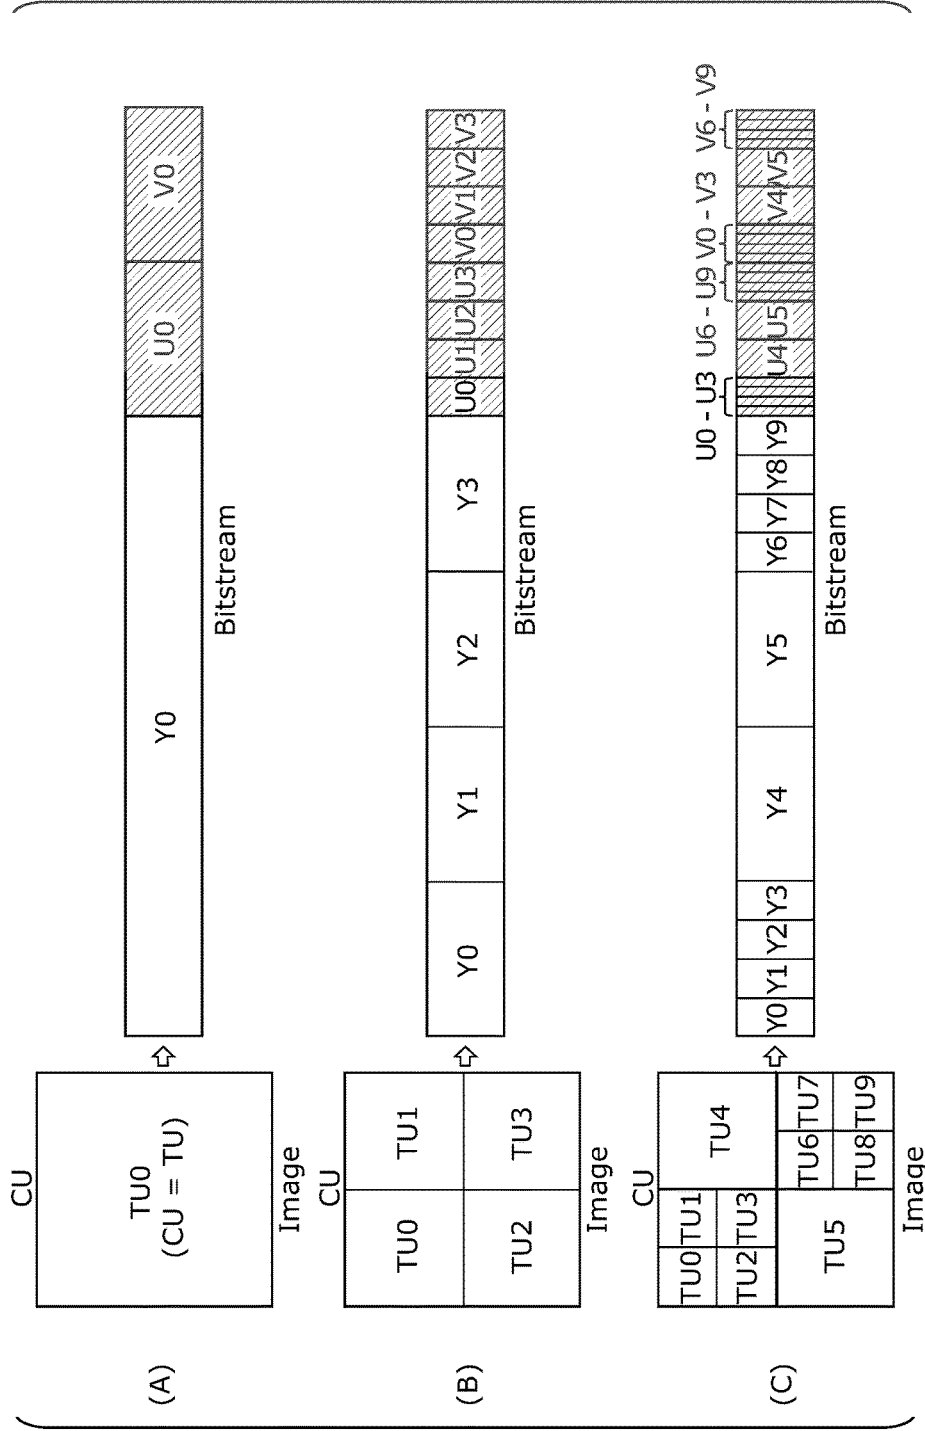 (A)
CU
TU0
(CU = TU)
Image
Y0
U0
V0
Bitstream
(B)
CU
TU0
TU1
TU2
TU3
Image
Y0
Y1
Y2
Y3
U0
U1
U2
U3
V0
V1
V2
V3
Bitstream
(C)
CU
TU0
TU1
TU2
TU3
TU4
TU5
TU6
TU7
TU8
TU9
Image
U0 - U3
U6 - U9
V0 - V3
V6 - V9
Y0
Y1
Y2
Y3
Y4
Y5
Y6
Y7
Y8
Y9
U4
U5
V4
V5
Bitstream